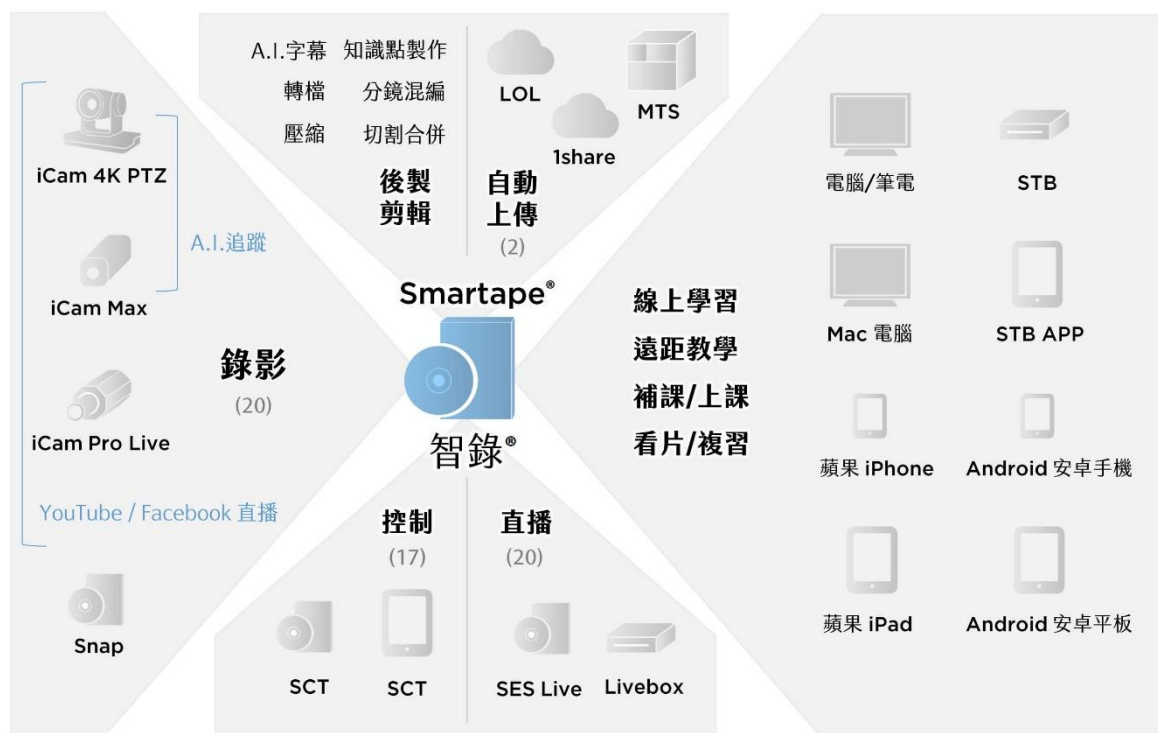 iCam 4K PTZ
A.I.追蹤
iCam Max
iCam Pro Live
YouTube / Facebook 直播
Snap
錄影
(20)
A.I.字幕 知識點製作
轉檔 分鏡混編
壓縮 切割合併
後製
剪輯
LOL
MTS
1share
自動
上傳
(2)
Smartape®
智錄®
控制
(17)
SCT
SCT
直播
(20)
SES Live
Livebox
線上學習
遠距教學
補課/上課
看片/複習
電腦/筆電
STB
Mac 電腦
STB APP
蘋果 iPhone
Android 安卓手機
蘋果 iPad
Android 安卓平板